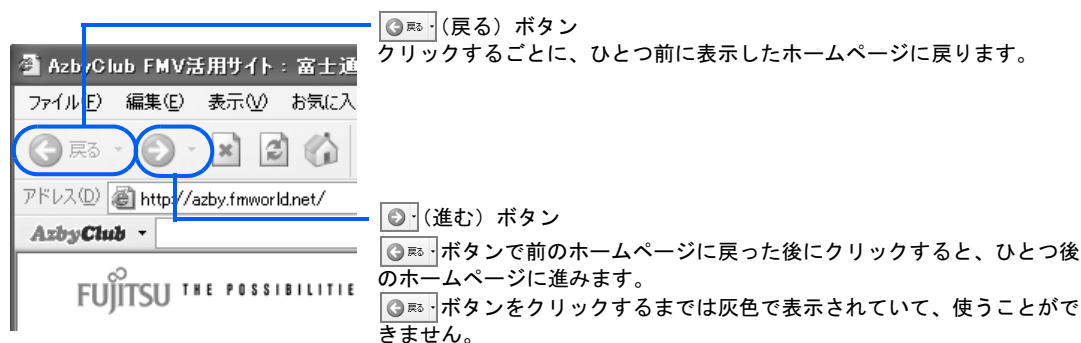 戻る (戻る) ボタン
クリックするごとに、ひとつ前に表示したホームページに戻ります。
AzbyClub FMV活用サイト : 富士通
ファイル(F) 編集(E) 表示(V) お気に入
戻る
アドレス(D) http://azby.fmworld.net/
AzbyClub
FUJITSU THE POSSIBILITIE
(進む) ボタン
戻る ボタンで前のホームページに戻った後にクリックすると、ひとつ後
のホームページに進みます。
戻る ボタンをクリックするまでは灰色で表示されていて、使うことがで
きません。